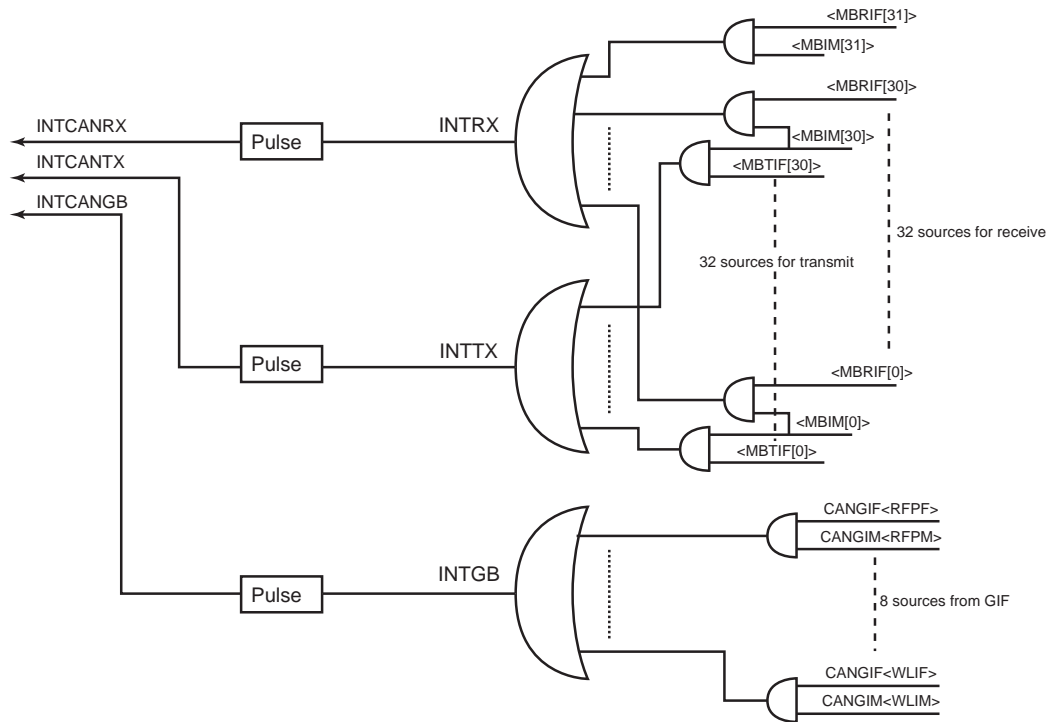 <MBRIF[31]>
<MBIM[31]>
<MBRIF[30]>
INTCANRX
Pulse
INTRX
<MBIM[30]>
INTCANTX
<MBTIF[30]>
INTCANGB
32 sources for receive
32 sources for transmit
Pulse
INTTX
<MBRIF[0]>
<MBIM[0]>
<MBTIF[0]>
CANGIF<RFPF>
CANGIM<RFPM>
Pulse
INTGB
8 sources from GIF
CANGIF<WLIF>
CANGIM<WLIM>